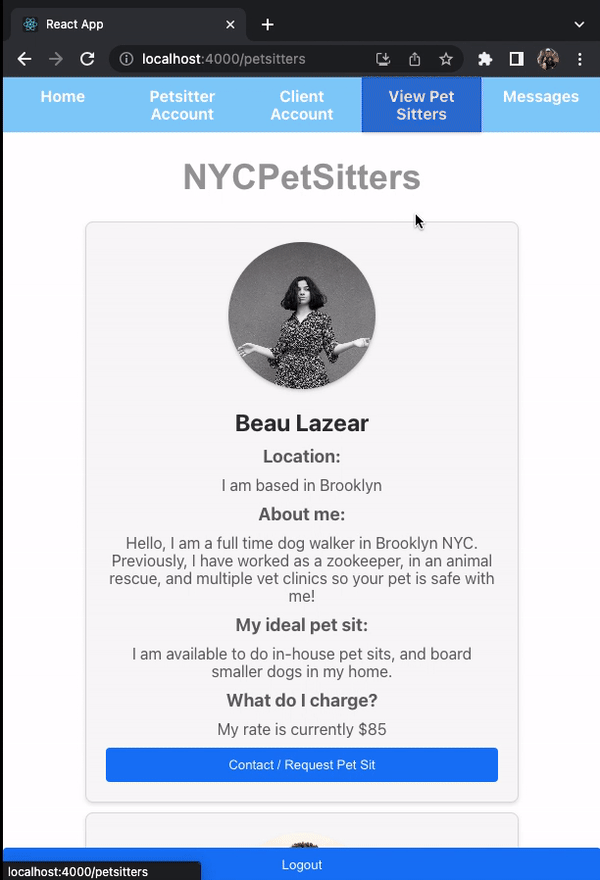 React App
localhost:4000/petsitters
Home
Petsitter
Account
Client
Account
View Pet
Sitters
Messages
NYCPetSitters
Beau Lazear
Location:
I am based in Brooklyn
About me:
Hello, I am a full time dog walker in Brooklyn NYC.
Previously, I have worked as a zookeeper, in an animal
rescue, and multiple vet clinics so your pet is safe with
me!
My ideal pet sit:
I am available to do in-house pet sits, and board
smaller dogs in my home.
What do I charge?
My rate is currently $85
Contact / Request Pet Sit
Logout
localhost:4000/petsitters